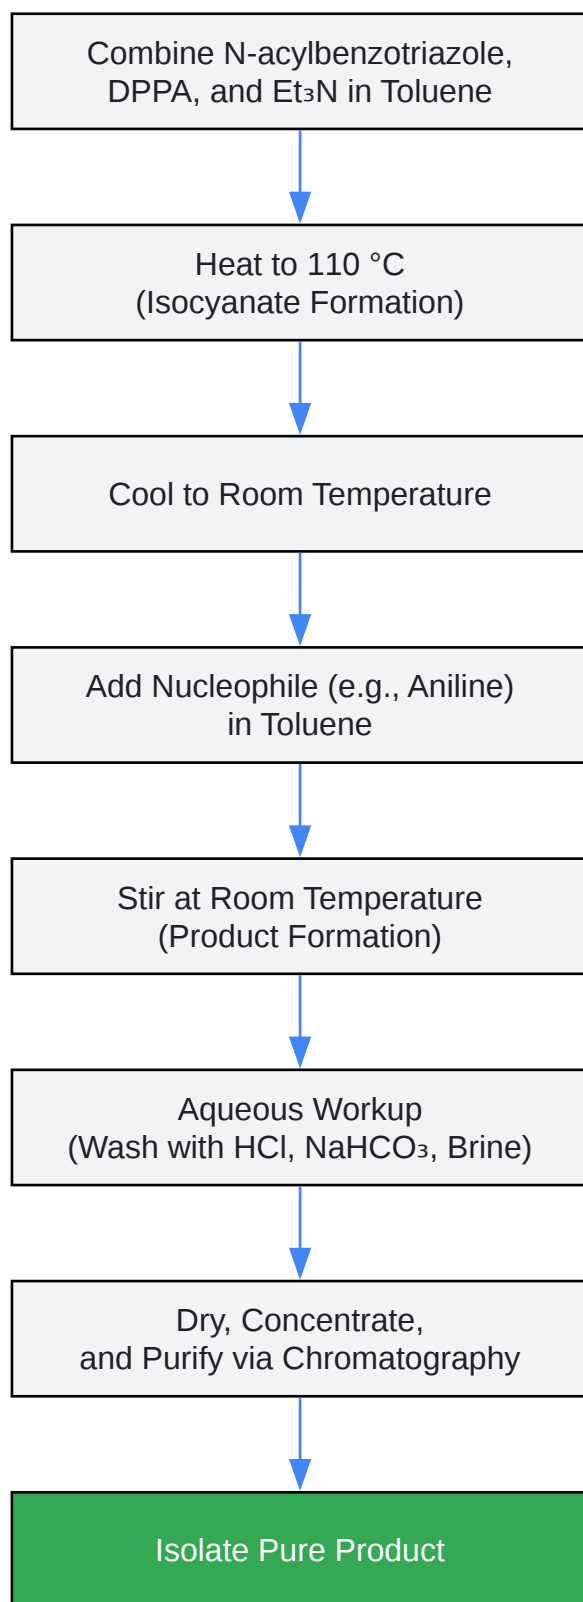 Combine N-acylbenzotriazole,
DPPA, and Et₃N in Toluene
Heat to 110 °C
(Isocyanate Formation)
Cool to Room Temperature
Add Nucleophile (e.g., Aniline)
in Toluene
Stir at Room Temperature
(Product Formation)
Aqueous Workup
(Wash with HCl, NaHCO₃, Brine)
Dry, Concentrate,
and Purify via Chromatography
Isolate Pure Product